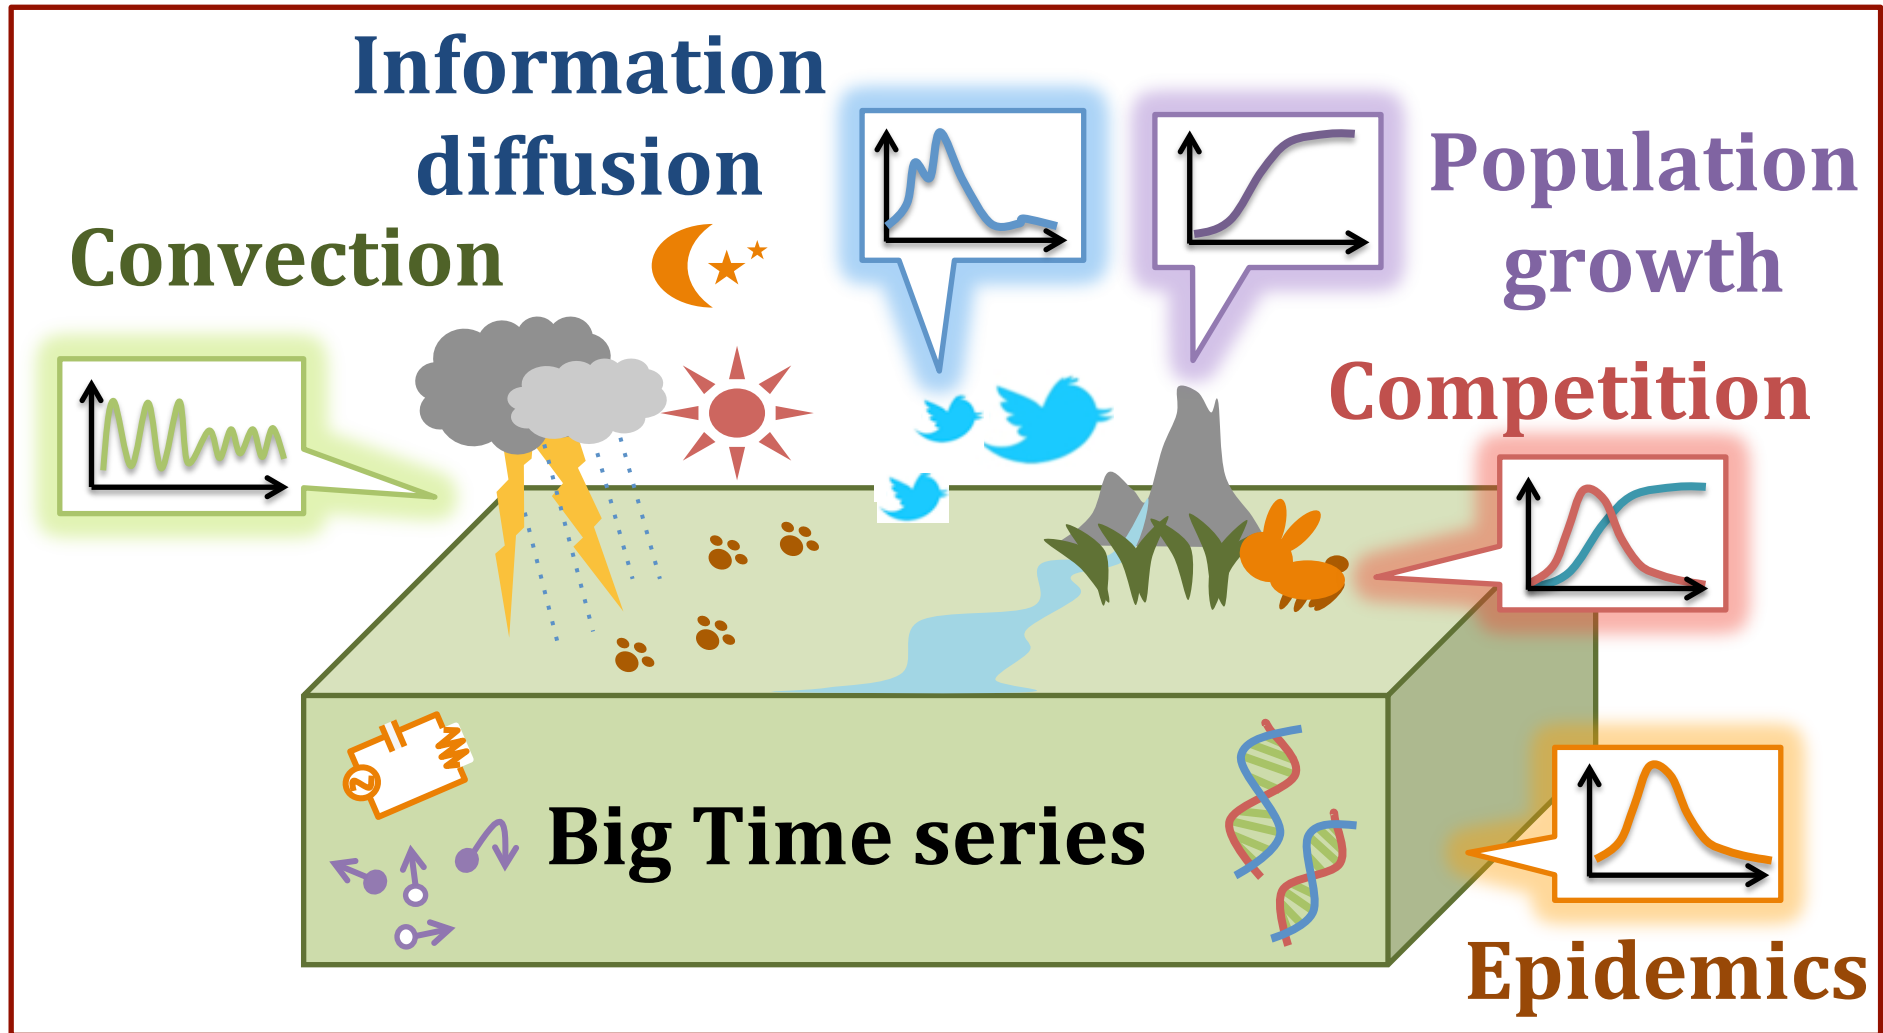 Information
diffusion
Convection
Population
growth
Competition
Big Time series
Epidemics